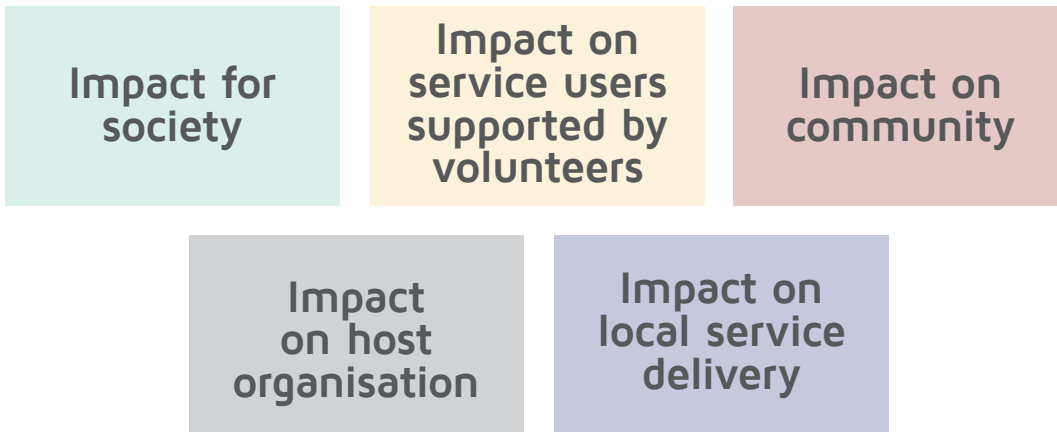 Impact for
society
Impact on
service users
supported by
volunteers
Impact on
community
Impact
on host
organisation
Impact on
local service
delivery